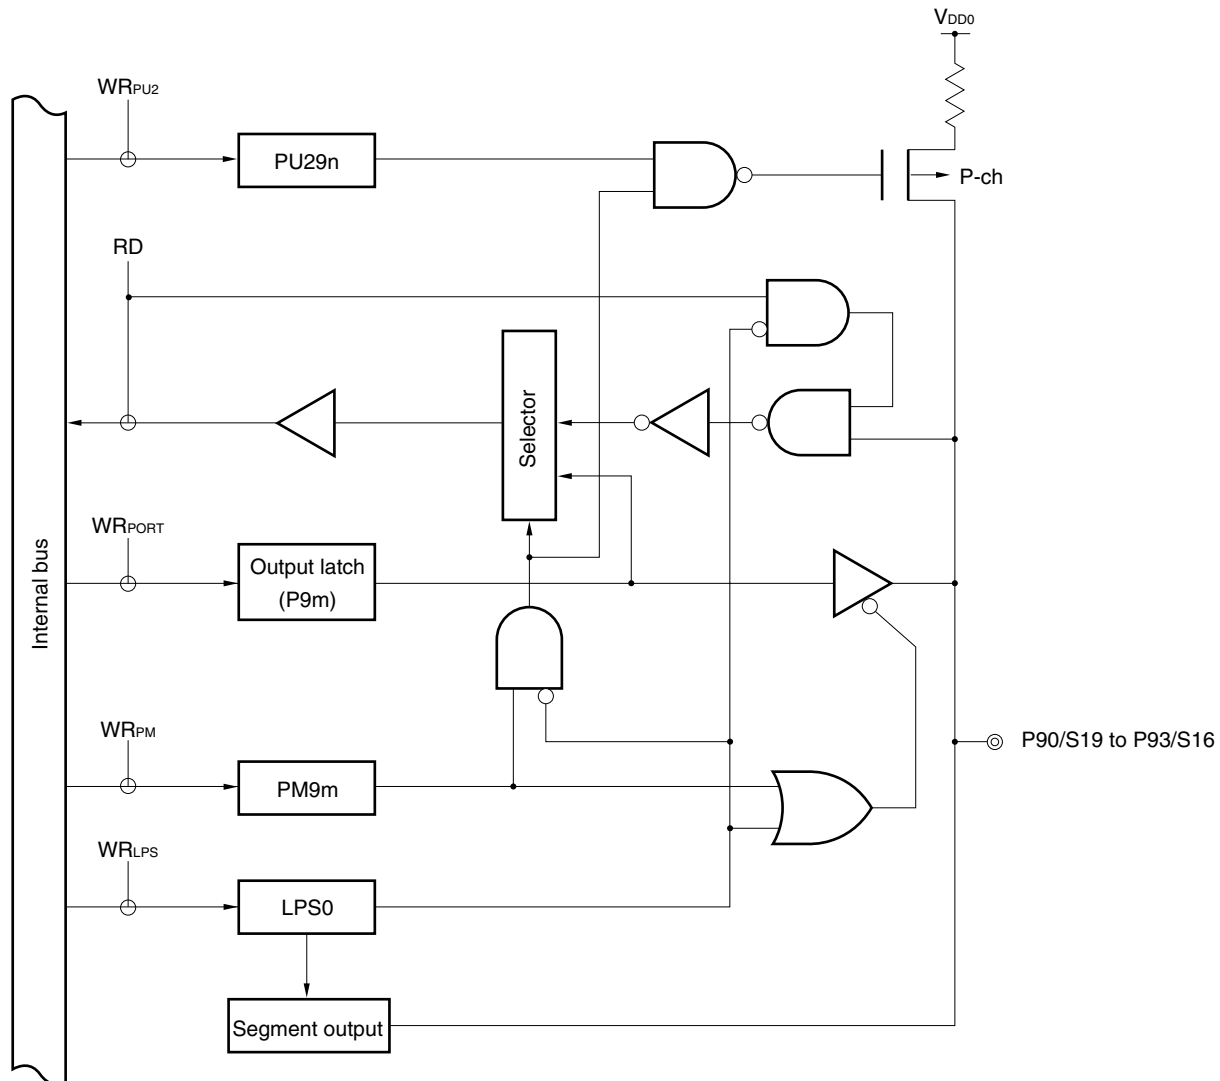 VDD0
WRPU2
PU29n
P-ch
RD
Selector
WRPORT
Output latch
(P9m)
Internal bus
WRPM
PM9m
P90/S19 to P93/S16
WRLPS
LPS0
Segment output